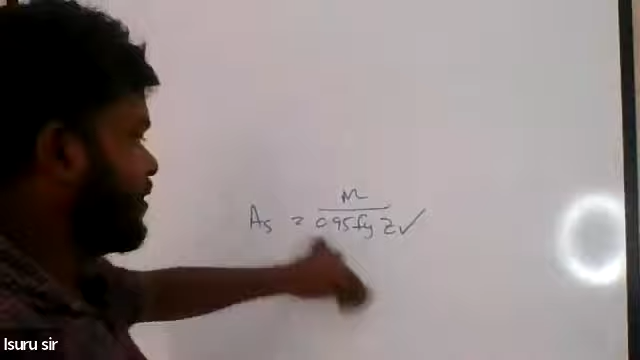 As = M / 0.95fy z ✓
Isuru sir